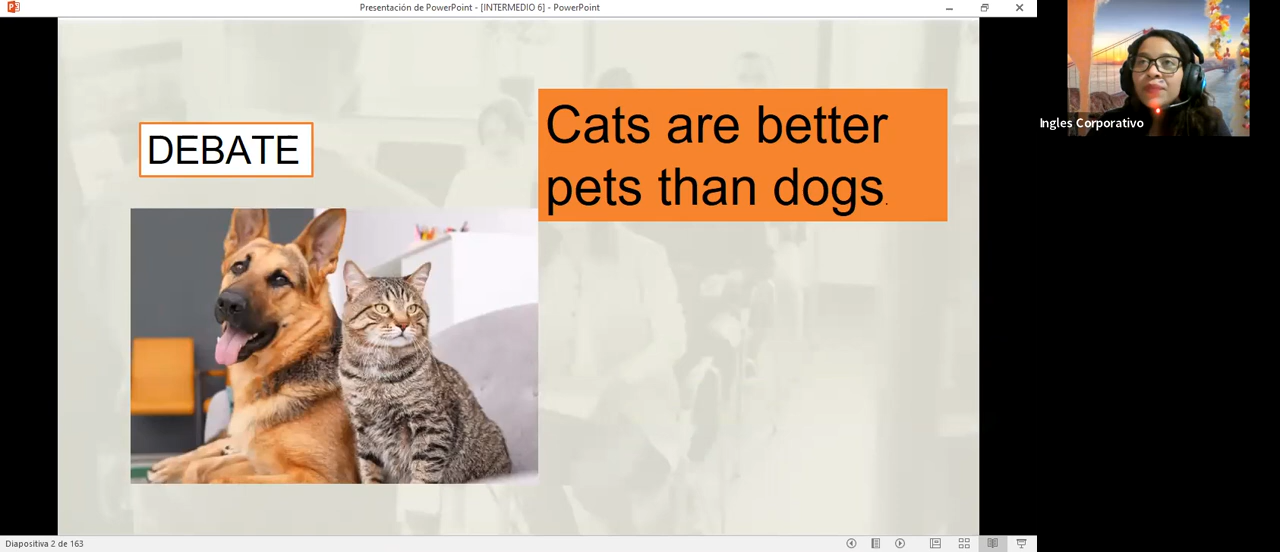 Presentación de PowerPoint - [INTERMEDIO 6] - PowerPoint
DEBATE
Cats are better
pets than dogs.
Ingles Corporativo
Diapositiva 2 de 163